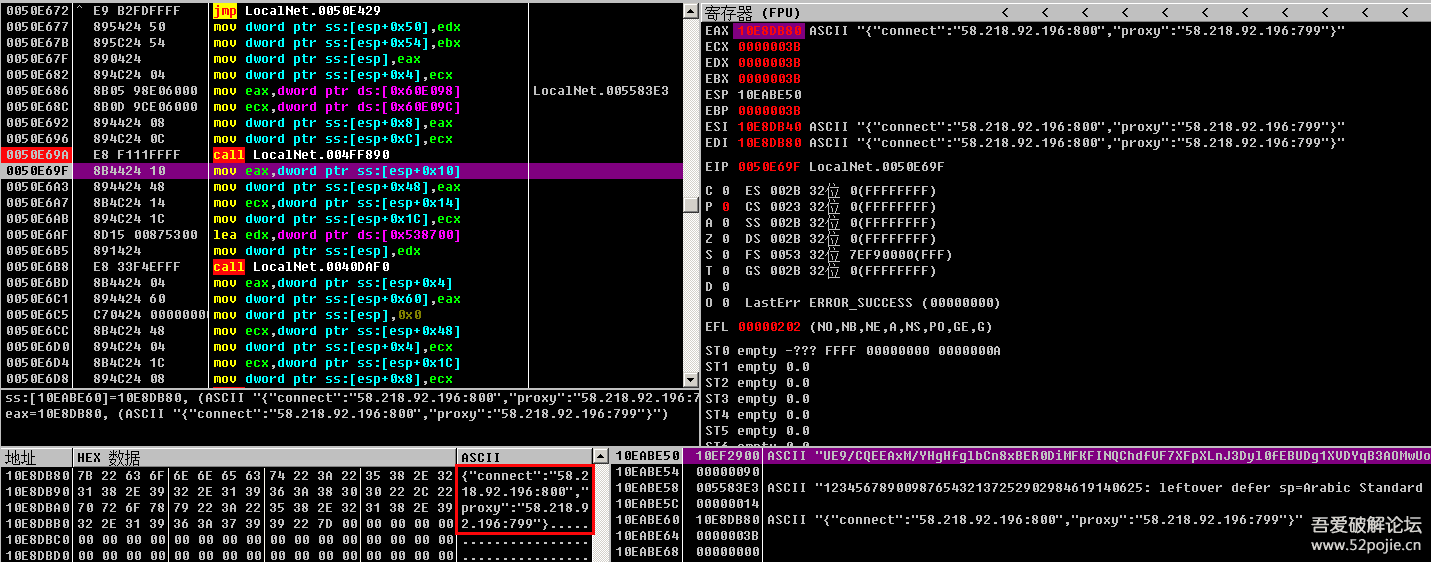 0050E672 ^ E9 B2FDFFFF jmp LocalNet.0050E429
0050E677 895424 50 mov dword ptr ss:[esp+0x50],edx
0050E67B 895C24 54 mov dword ptr ss:[esp+0x54],ebx
0050E67F 890424 mov dword ptr ss:[esp],eax
0050E682 894C24 04 mov dword ptr ss:[esp+0x4],ecx
0050E686 8B05 98E06000 mov eax,dword ptr ds:[0x60E098] LocalNet.005583E3
0050E68C 8B0D 9CE06000 mov ecx,dword ptr ds:[0x60E09C]
0050E692 894424 08 mov dword ptr ss:[esp+0x8],eax
0050E696 894C24 0C mov dword ptr ss:[esp+0xC],ecx
0050E69A E8 F111FFFF call LocalNet.004FF890
0050E69F 8B4424 10 mov eax,dword ptr ss:[esp+0x10]
0050E6A3 894424 48 mov dword ptr ss:[esp+0x48],eax
0050E6A7 8B4C24 14 mov ecx,dword ptr ss:[esp+0x14]
0050E6AB 894C24 1C mov dword ptr ss:[esp+0x1C],ecx
0050E6AF 8D15 00875300 lea edx,dword ptr ds:[0x538700]
0050E6B5 891424 mov dword ptr ss:[esp],edx
0050E6B8 E8 33F4EFFF call LocalNet.0040DAF0
0050E6BD 8B4424 04 mov eax,dword ptr ss:[esp+0x4]
0050E6C1 894424 60 mov dword ptr ss:[esp+0x60],eax
0050E6C5 C70424 0000000 mov dword ptr ss:[esp],0x0
0050E6CC 8B4C24 48 mov ecx,dword ptr ss:[esp+0x48]
0050E6D0 894C24 04 mov dword ptr ss:[esp+0x4],ecx
0050E6D4 8B4C24 1C mov ecx,dword ptr ss:[esp+0x1C]
0050E6D8 894C24 08 mov dword ptr ss:[esp+0x8],ecx
ss:[10EABE60]=10E8DB80, (ASCII "{"connect":"58.218.92.196:800","proxy":"58.218.92.196:7
eax=10E8DB80, (ASCII "{"connect":"58.218.92.196:800","proxy":"58.218.92.196:799"}")
寄存器 (FPU) < < < < < < < < < < <
EAX 10E8DB80 ASCII "{"connect":"58.218.92.196:800","proxy":"58.218.92.196:799"}"
ECX 0000003B
EDX 0000003B
EBX 0000003B
ESP 10EABE50
EBP 0000003B
ESI 10E8DB40 ASCII "{"connect":"58.218.92.196:800","proxy":"58.218.92.196:799"}"
EDI 10E8DB80 ASCII "{"connect":"58.218.92.196:800","proxy":"58.218.92.196:799"}"
EIP 0050E69F LocalNet.0050E69F
C 0 ES 002B 32位 0(FFFFFFFF)
P 0 CS 0023 32位 0(FFFFFFFF)
A 0 SS 002B 32位 0(FFFFFFFF)
Z 0 DS 002B 32位 0(FFFFFFFF)
S 0 FS 0053 32位 7EF90000(FFF)
T 0 GS 002B 32位 0(FFFFFFFF)
D 0
O 0 LastErr ERROR_SUCCESS (00000000)
EFL 00000202 (NO,NB,NE,A,NS,PO,GE,G)
ST0 empty -??? FFFF 00000000 0000000A
ST1 empty 0.0
ST2 empty 0.0
ST3 empty 0.0
ST4 empty 0.0
ST5 empty 0.0
地址 HEX 数据 ASCII
10E8DB80 7B 22 63 6F 6E 6E 65 63 74 22 3A 22 35 38 2E 32 {"connect":"58.2
10E8DB90 31 38 2E 39 32 2E 31 39 36 3A 38 30 30 22 2C 22 18.92.196:800","
10E8DBA0 70 72 6F 78 79 22 3A 22 35 38 2E 32 31 38 2E 39 proxy":"58.218.9
10E8DBB0 32 2E 31 39 36 3A 37 39 39 22 7D 00 00 00 00 00 2.196:799"}.....
10E8DBC0 00 00 00 00 00 00 00 00 00 00 00 00 00 00 00 00 ................
10E8DBD0 00 00 00 00 00 00 00 00 00 00 00 00 00 00 00 00 ................
10EABE50 10EF2900 ASCII
10EABE54 00000090
10EABE58 005583E3 ASCII "12345678900987654321372529029846191406 25: leftover defer sp=Arabic Standard
10EABE5C 00000014
10EABE60 10E8DB80 ASCII "{"connect":"58.218.92.196:800","proxy":"58.218.92.196:799"}"
10EABE64 0000003B
10EABE68 00000000
吾爱破解论坛
www.52pojie.cn